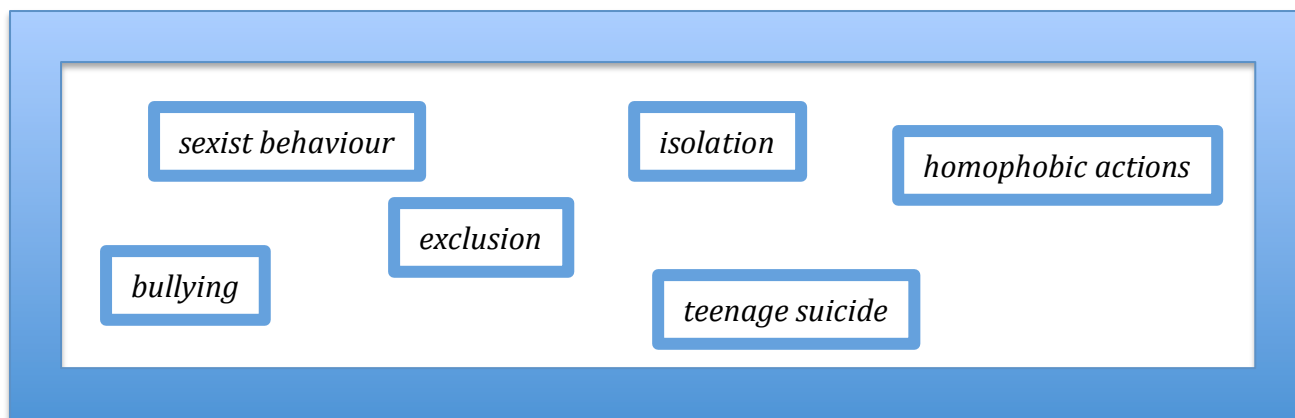 sexist behaviour
isolation
homophobic actions
exclusion
bullying
teenage suicide